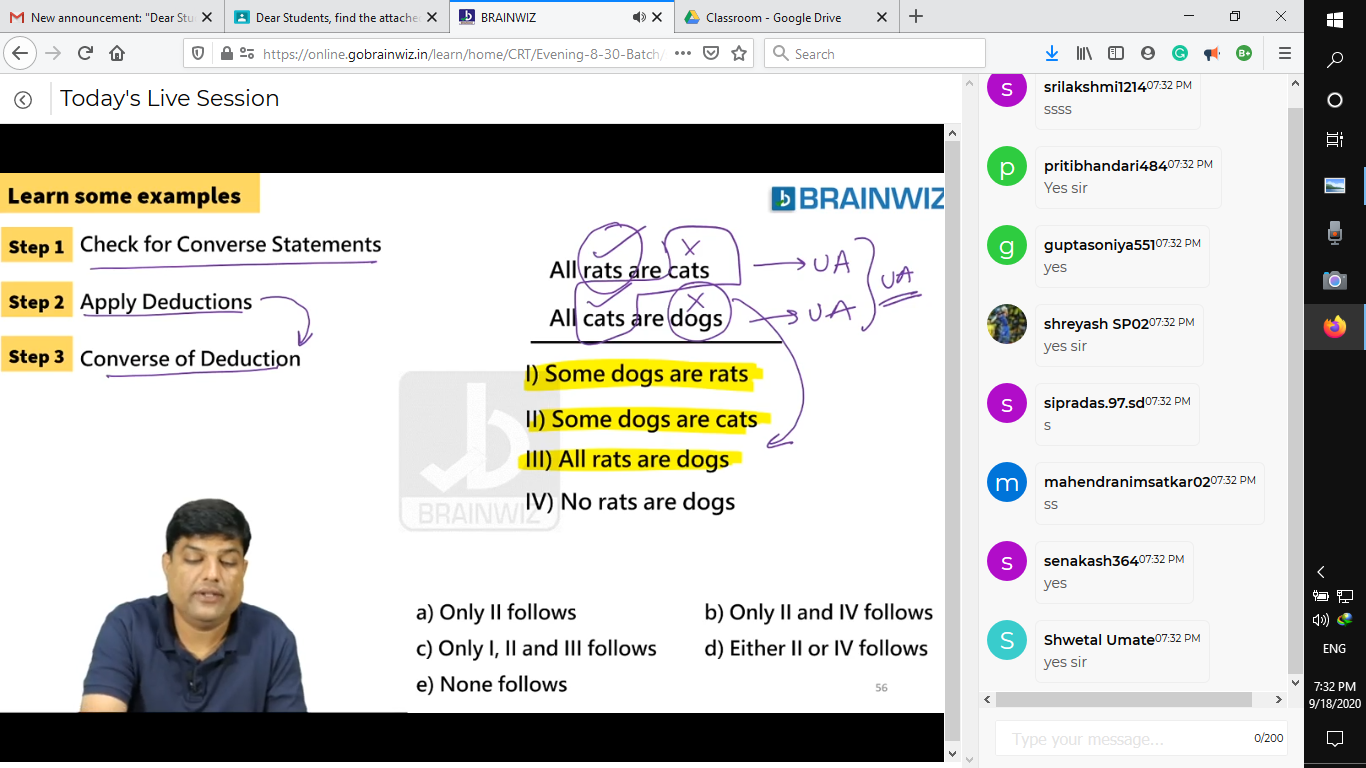 New announcement: "Dear Stu
Dear Students, find the attache
BRAINWIZ
Classroom - Google Drive
https://online.gobrainwiz.in/learn/home/CRT/Evening-8-30-Batch/
Search
Today's Live Session
Learn some examples
BRAINWIZ
Step 1 Check for Converse Statements
Step 2 Apply Deductions
Step 3 Converse of Deduction
All rats are cats → UA
All cats are dogs → UA
UA
I) Some dogs are rats
II) Some dogs are cats
III) All rats are dogs
IV) No rats are dogs
BRAINWIZ
a) Only II follows
b) Only II and IV follows
c) Only I, II and III follows
d) Either II or IV follows
e) None follows
56
s
srilakshmi1214 07:32 PM
ssss
p
pritibhandari484 07:32 PM
Yes sir
g
guptasoniya551 07:32 PM
yes
shreyash SP02 07:32 PM
yes sir
s
sipradas.97.sd 07:32 PM
s
m
mahendranimsatkar02 07:32 PM
ss
s
senakash364 07:32 PM
yes
S
Shwetal Umate 07:32 PM
yes sir
Type your message...
0/200
ENG
7:32 PM
9/18/2020